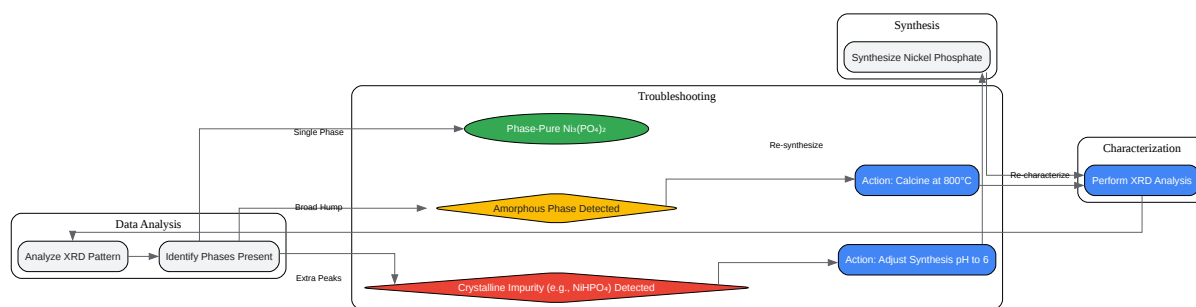 Synthesis
Synthesize Nickel Phosphate
Troubleshooting
Single Phase
Phase-Pure Ni₃(PO₄)₂
Re-synthesize
Characterization
Action: Calcine at 800°C
Re-characterize
Perform XRD Analysis
Broad Hump
Amorphous Phase Detected
Data Analysis
Analyze XRD Pattern
Identify Phases Present
Action: Adjust Synthesis pH to 6
Extra Peaks
Crystalline Impurity (e.g., NiHPO₄) Detected